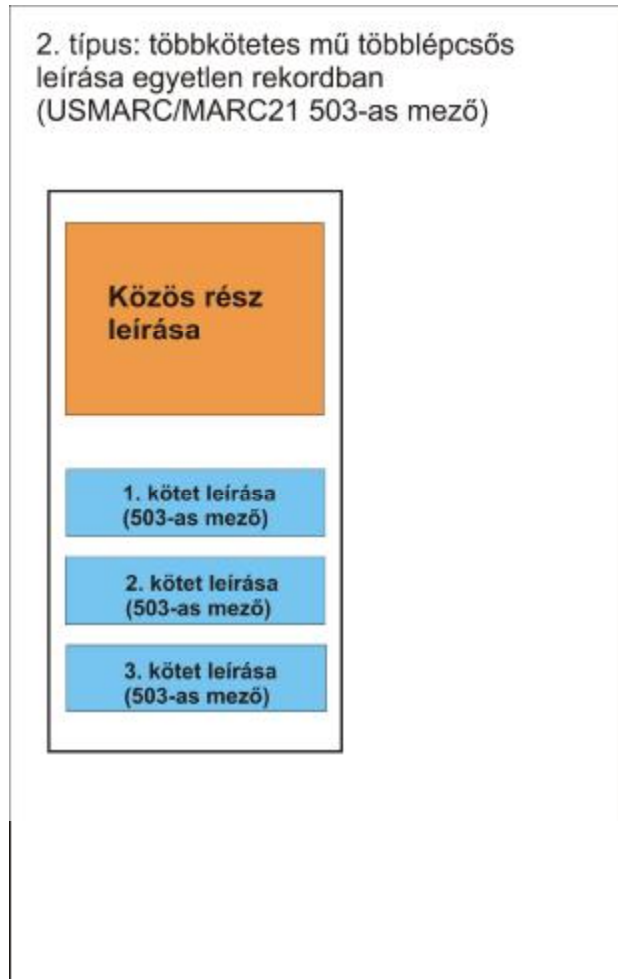 2. típus: többkötetes mű többlépcsős
leírása egyetlen rekordban
(USMARC/MARC21 503-as mező)
Közös rész
leírása
1. kötet leírása
(503-as mező)
2. kötet leírása
(503-as mező)
3. kötet leírása
(503-as mező)